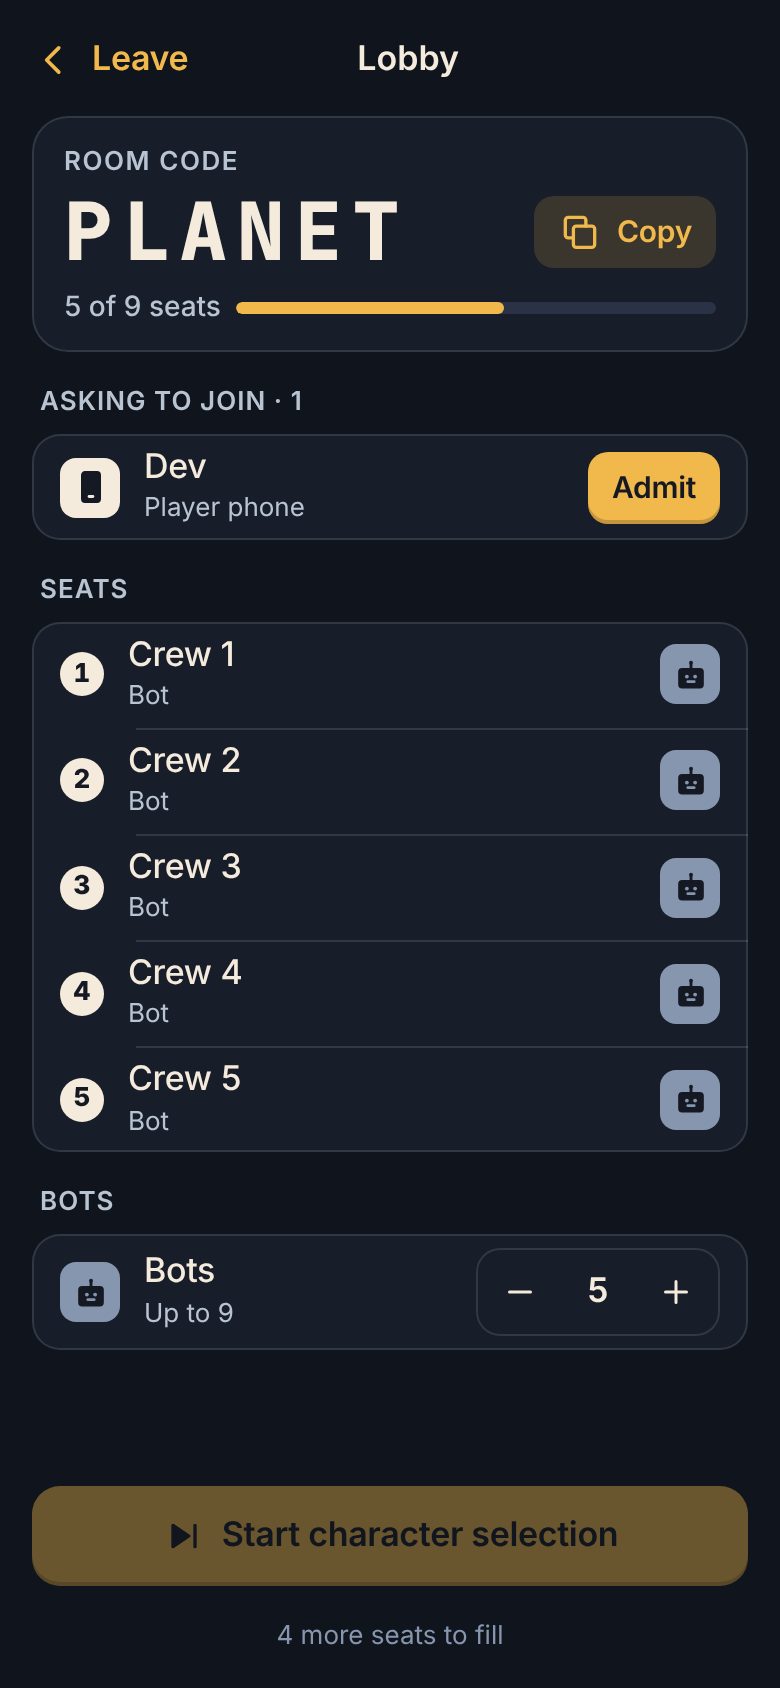 Leave
Lobby
ROOM CODE
PLANET
Copy
5 of 9 seats
ASKING TO JOIN · 1
Dev
Player phone
Admit
SEATS
1
Crew 1
Bot
2
Crew 2
Bot
3
Crew 3
Bot
4
Crew 4
Bot
5
Crew 5
Bot
BOTS
Bots
Up to 9
− 5 +
Start character selection
4 more seats to fill